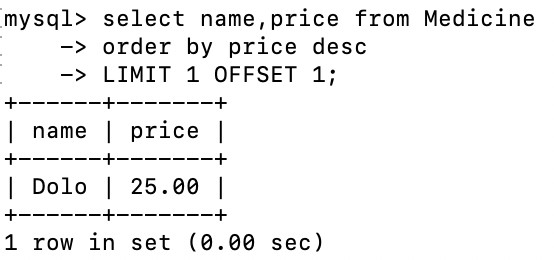 mysql> select name,price from Medicine
    -> order by price desc
    -> LIMIT 1 OFFSET 1;
+------+-------+
| name | price |
+------+-------+
| Dolo | 25.00 |
+------+-------+
1 row in set (0.00 sec)